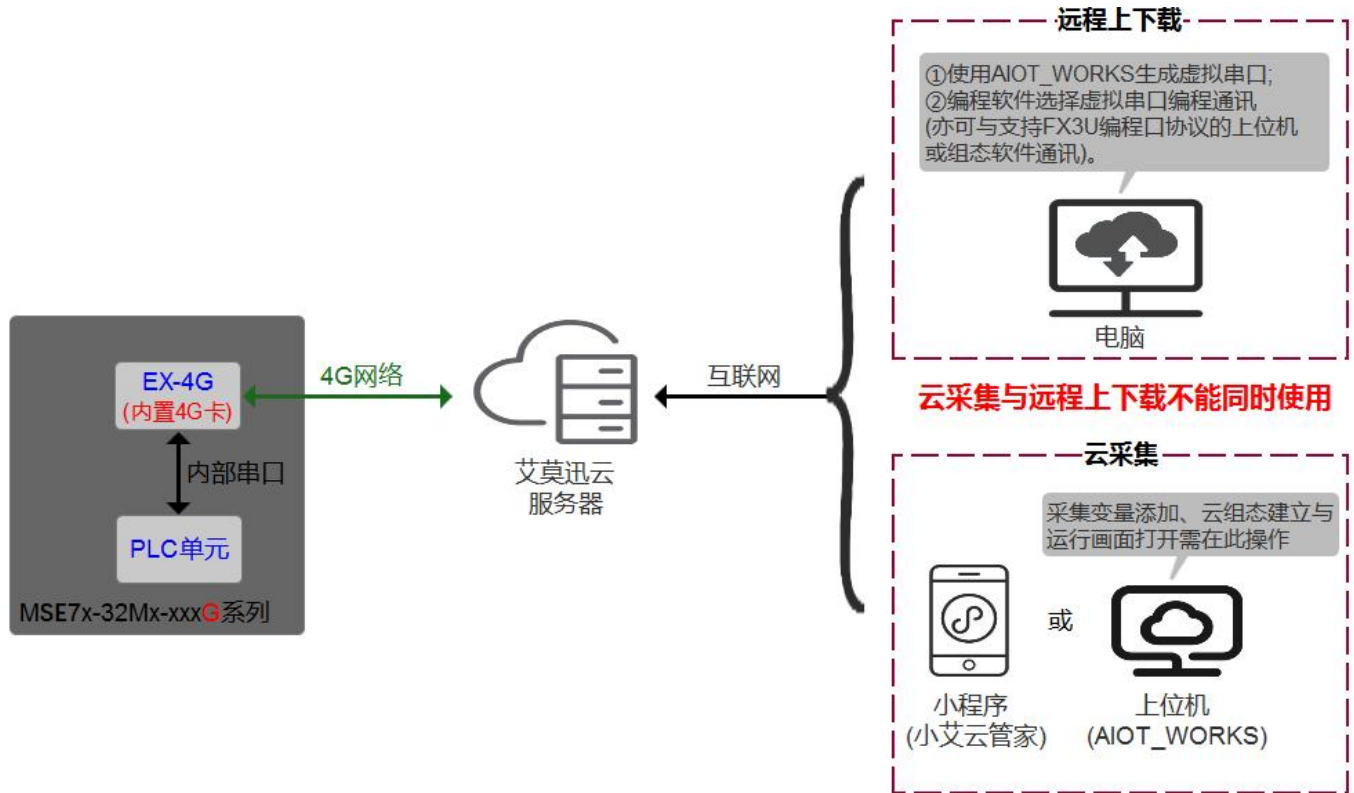 远程上下载
①使用AIOT_WORKS生成虚拟串口;
②编程软件选择虚拟串口编程通讯
(亦可与支持FX3U编程口协议的上位机
或组态软件通讯)。
电脑
EX-4G
(内置4G卡)
内部串口
PLC单元
MSE7x-32Mx-xxxG系列
4G网络
艾莫迅云
服务器
互联网
云采集与远程上下载不能同时使用
云采集
采集变量添加、云组态建立与
运行画面打开需在此操作
或
小程序
(小艾云管家)
上位机
(AIOT_WORKS)